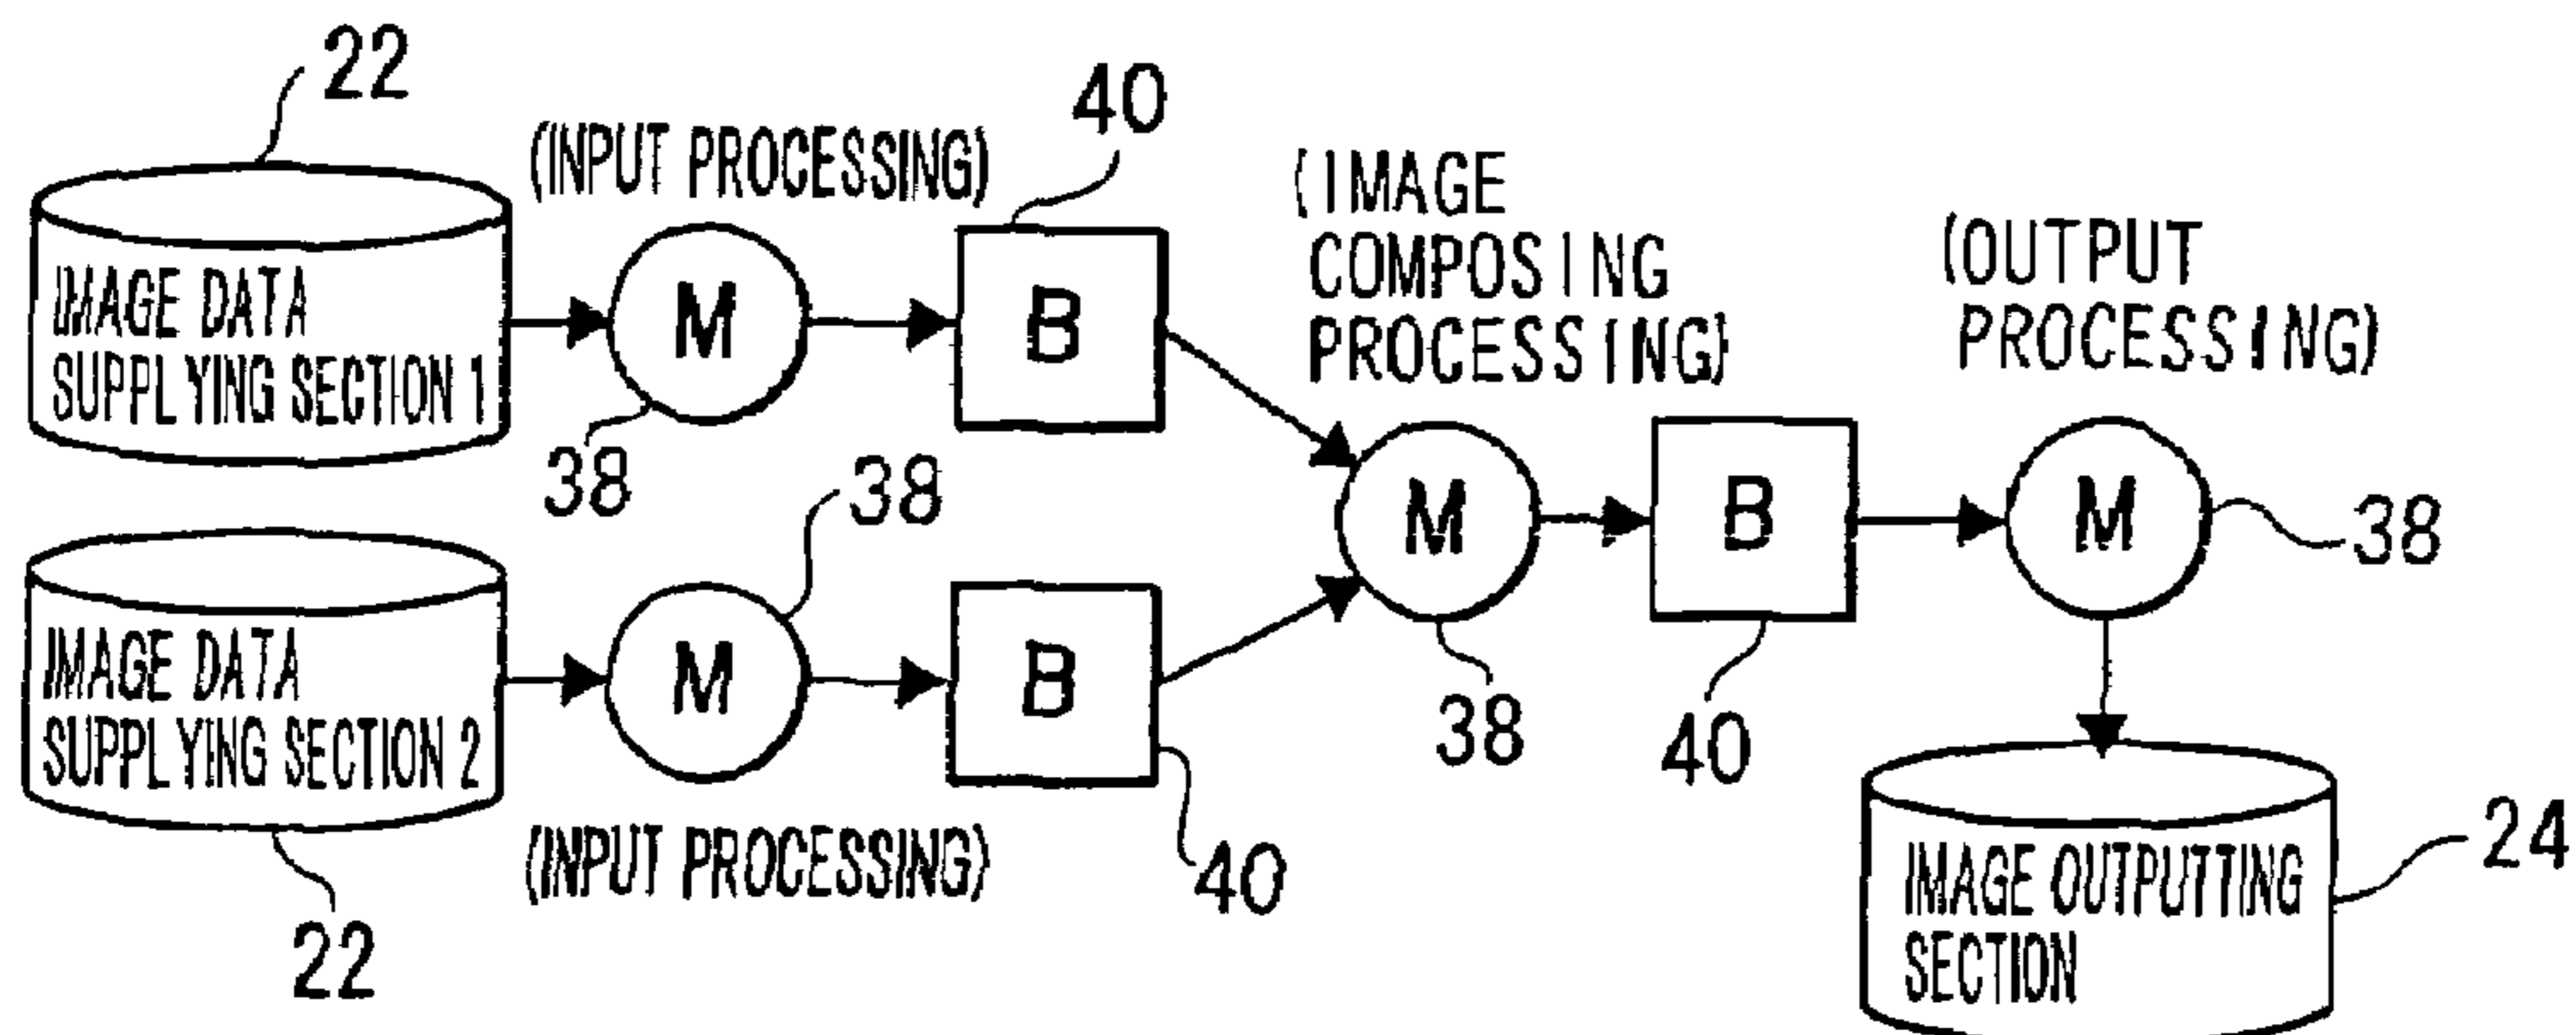 22
40
(INPUT PROCESSING)
(IMAGE
COMPOSING
PROCESSING)
(OUTPUT
PROCESSING)
IMAGE DATA
SUPPLYING SECTION 1
M
B
38
38
M
B
M
38
IMAGE DATA
SUPPLYING SECTION 2
M
B
38
40
(INPUT PROCESSING)
40
22
IMAGE OUTPUTTING
SECTION
24